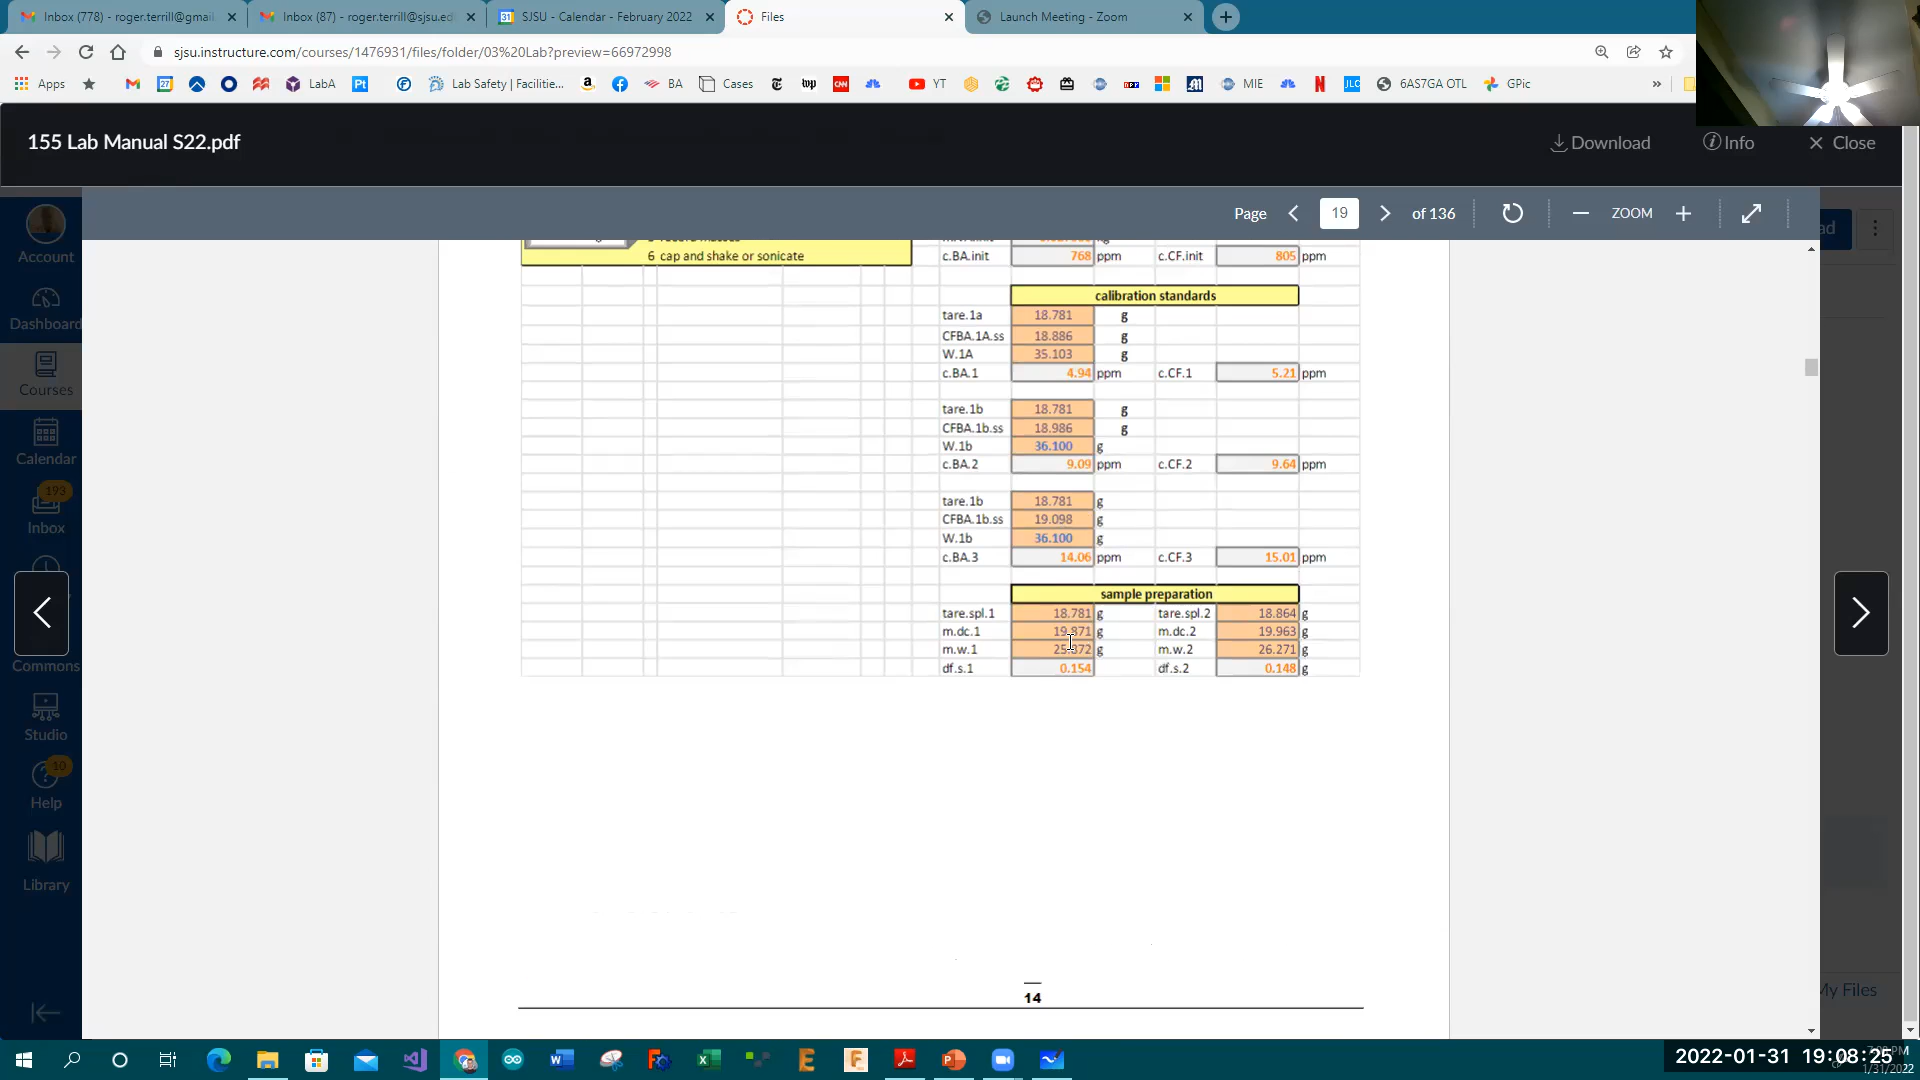 Inbox (778) - roger.terrill@gmai
Inbox (87) - roger.terrill@sjsu.ed
SJSU - Calendar - February 2022
Files
Launch Meeting - Zoom
sjsu.instructure.com/courses/1476931/files/folder/03%20Lab?preview=66972998
Apps
LabA
Lab Safety | Facilitie...
BA
Cases
YT
MIE
6AS7GA OTL
GPic
155 Lab Manual S22.pdf
Download
Info
Close
Page 19 of 136
ZOOM
Account
Dashboard
Courses
Calendar
193
Inbox
Commons
Studio
10
Help
Library
My Files
6 cap and shake or sonicate
c.BA.init 768 ppm c.CF.init 805 ppm
calibration standards
tare.1a 18.781 g
CFBA.1A.ss 18.886 g
W.1A 35.103 g
c.BA.1 4.94 ppm c.CF.1 5.21 ppm
tare.1b 18.781 g
CFBA.1b.ss 18.986 g
W.1b 36.100 g
c.BA.2 9.09 ppm c.CF.2 9.64 ppm
tare.1b 18.781 g
CFBA.1b.ss 19.098 g
W.1b 36.100 g
c.BA.3 14.06 ppm c.CF.3 15.01 ppm
sample preparation
tare.spl.1 18.781 g tare.spl.2 18.864 g
m.dc.1 19.871 g m.dc.2 19.963 g
m.w.1 g m.w.2 26.271 g
df.s.1 0.154 df.s.2 0.148 g
14
2022-01-31 19:08:25
1/31/2022